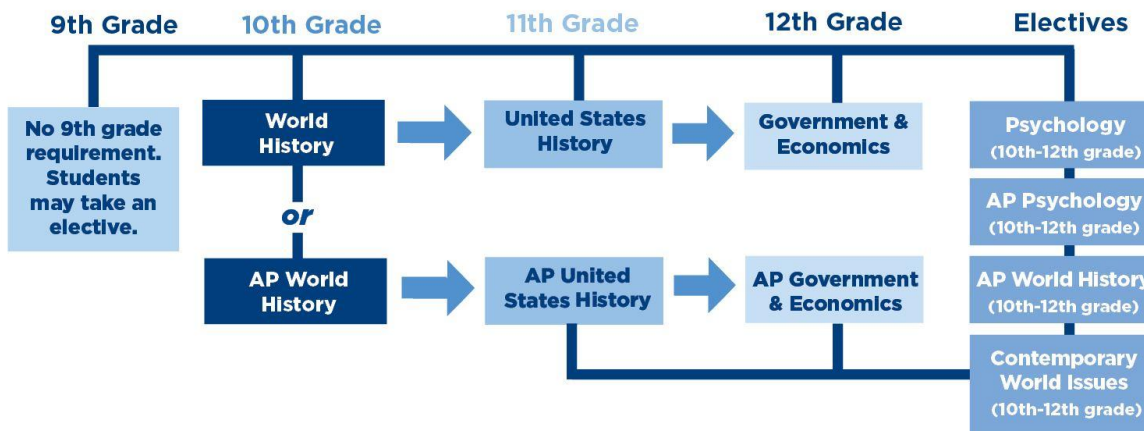 9th Grade
10th Grade
11th Grade
12th Grade
Electives
No 9th grade
requirement.
Students
may take an
elective.
World
History
or
AP World
History
United States
History
AP United
States History
Government &
Economics
AP Government
& Economics
Psychology
(10th-12th grade)
AP Psychology
(10th-12th grade)
AP World History
(10th-12th grade)
Contemporary
World Issues
(10th-12th grade)